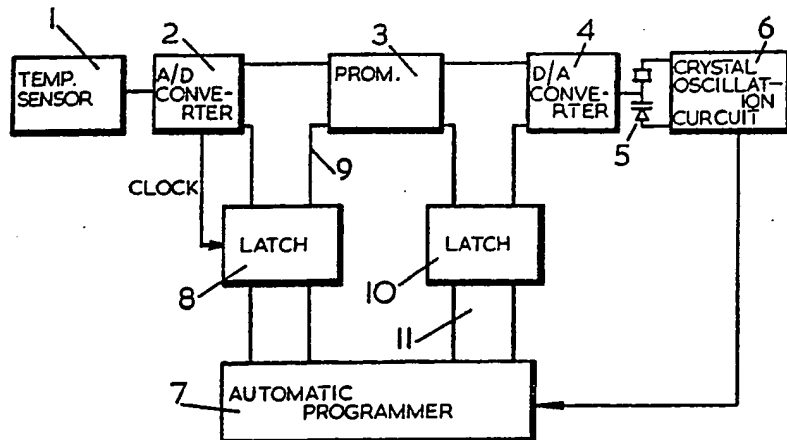 1
2
3
4
6
TEMP.
SENSOR
A/D
CONVE-
RTER
PROM.
D/A
CONVE-
RTER
CRYSTAL
OSCILLAT-
ION
CURCUIT
5
CLOCK
9
LATCH
8
LATCH
10
11
7
AUTOMATIC
PROGRAMMER